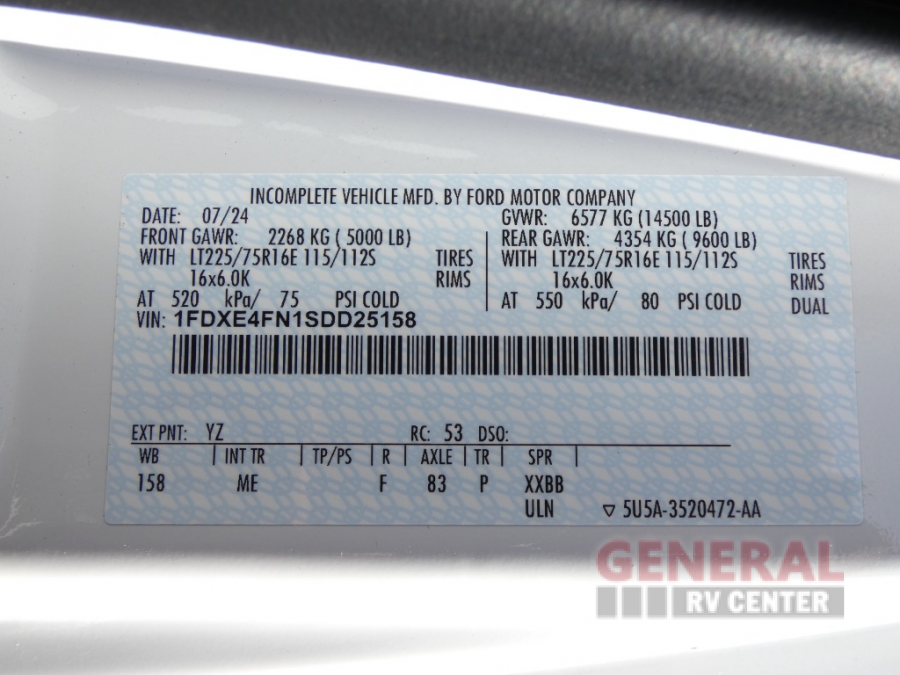 INCOMPLETE VEHICLE MFD. BY FORD MOTOR COMPANY
DATE: 07/24 GVWR: 6577 KG (14500 LB)
FRONT GAWR: 2268 KG ( 5000 LB) REAR GAWR: 4354 KG ( 9600 LB)
WITH LT225/75R16E 115/112S TIRES WITH LT225/75R16E 115/112S TIRES
16x6.0K RIMS 16x6.0K RIMS
AT 520 kPa/ 75 PSI COLD AT 550 kPa/ 80 PSI COLD DUAL
VIN: 1FDXE4FN1SDD25158
EXT PNT: YZ RC: 53 DSO:
WB INT TR TP/PS R AXLE TR SPR
158 ME F 83 P XXBB
ULN ▽ 5U5A-3520472-AA
GENERAL
RV CENTER